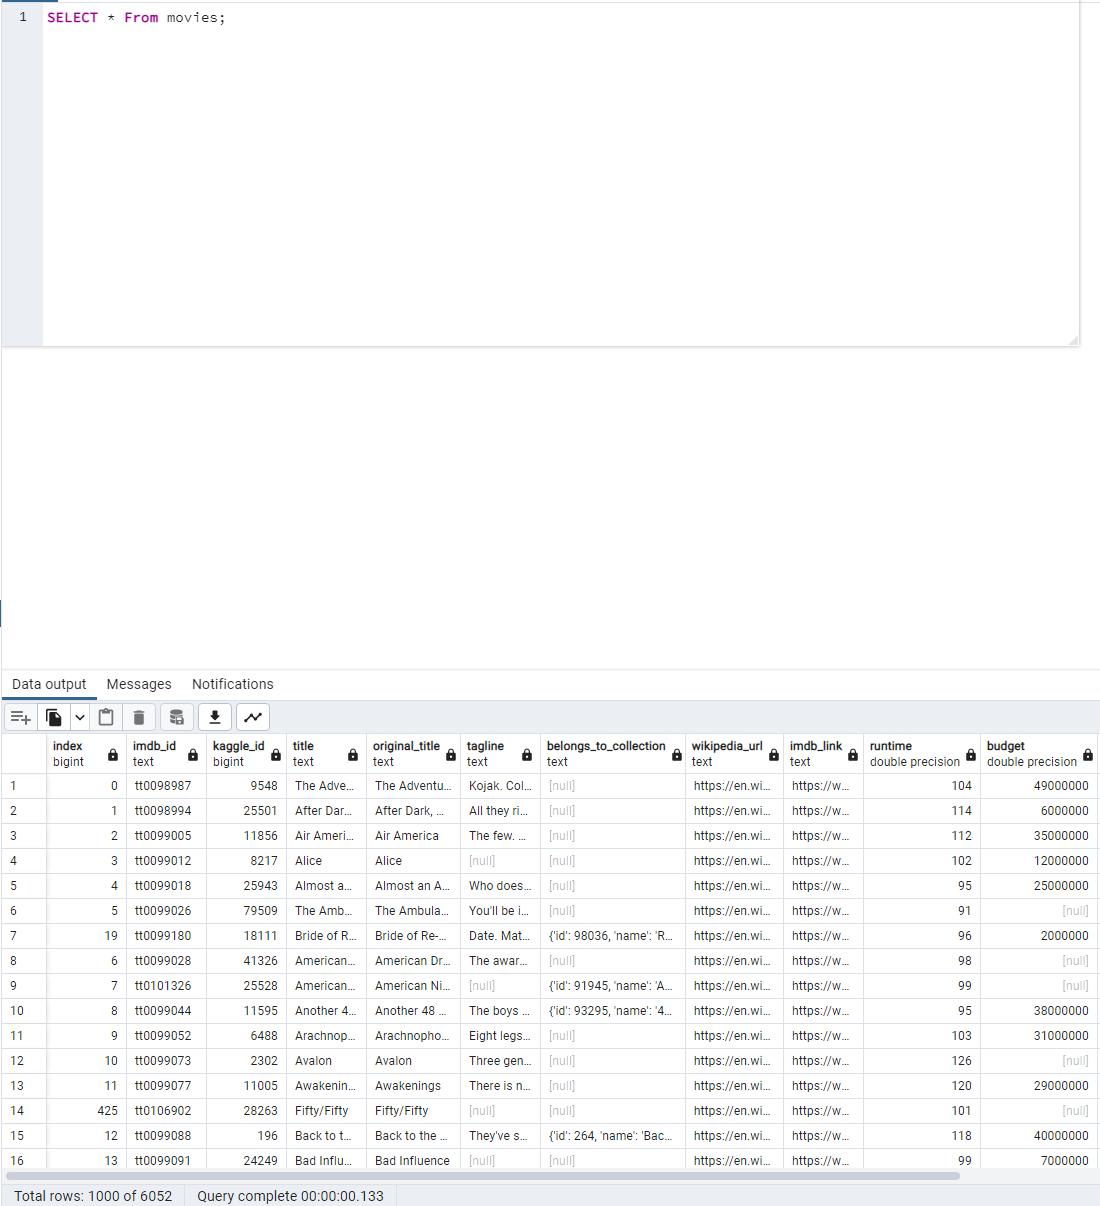 1 SELECT * From movies;
Data output Messages Notifications
index imdb_id kaggle_id title original_title tagline belongs_to_collection wikipedia_url imdb_link runtime budget
bigint text bigint text text text text text text double precision double precision
1 0 tt0098987 9548 The Adve... The Adventu... Kojak. Col... [null] https://en.wi... https://w... 104 49000000
2 1 tt0098994 25501 After Dar... After Dark, ... All they ri... [null] https://en.wi... https://w... 114 6000000
3 2 tt0099005 11856 Air Ameri... Air America The few. ... [null] https://en.wi... https://w... 112 35000000
4 3 tt0099012 8217 Alice Alice [null] [null] https://en.wi... https://w... 102 12000000
5 4 tt0099018 25943 Almost a... Almost an A... Who does... [null] https://en.wi... https://w... 95 25000000
6 5 tt0099026 79509 The Amb... The Ambula... You'll be i... [null] https://en.wi... https://w... 91 [null]
7 19 tt0099180 18111 Bride of R... Bride of Re-... Date. Mat... {'id': 98036, 'name': 'R... https://en.wi... https://w... 96 2000000
8 6 tt0099028 41326 American... American Dr... The awar... [null] https://en.wi... https://w... 98 [null]
9 7 tt0101326 25528 American... American Ni... [null] {'id': 91945, 'name': 'A... https://en.wi... https://w... 99 [null]
10 8 tt0099044 11595 Another 4... Another 48 ... The boys ... {'id': 93295, 'name': '4... https://en.wi... https://w... 95 38000000
11 9 tt0099052 6488 Arachnop... Arachnopho... Eight legs... [null] https://en.wi... https://w... 103 31000000
12 10 tt0099073 2302 Avalon Avalon Three gen... [null] https://en.wi... https://w... 126 [null]
13 11 tt0099077 11005 Awakenin... Awakenings There is n... [null] https://en.wi... https://w... 120 29000000
14 425 tt0106902 28263 Fifty/Fifty Fifty/Fifty [null] [null] https://en.wi... https://w... 101 [null]
15 12 tt0099088 196 Back to t... Back to the ... They've s... {'id': 264, 'name': 'Bac... https://en.wi... https://w... 118 40000000
16 13 tt0099091 24249 Bad Influ... Bad Influence [null] [null] https://en.wi... https://w... 99 7000000
Total rows: 1000 of 6052 Query complete 00:00:00.133